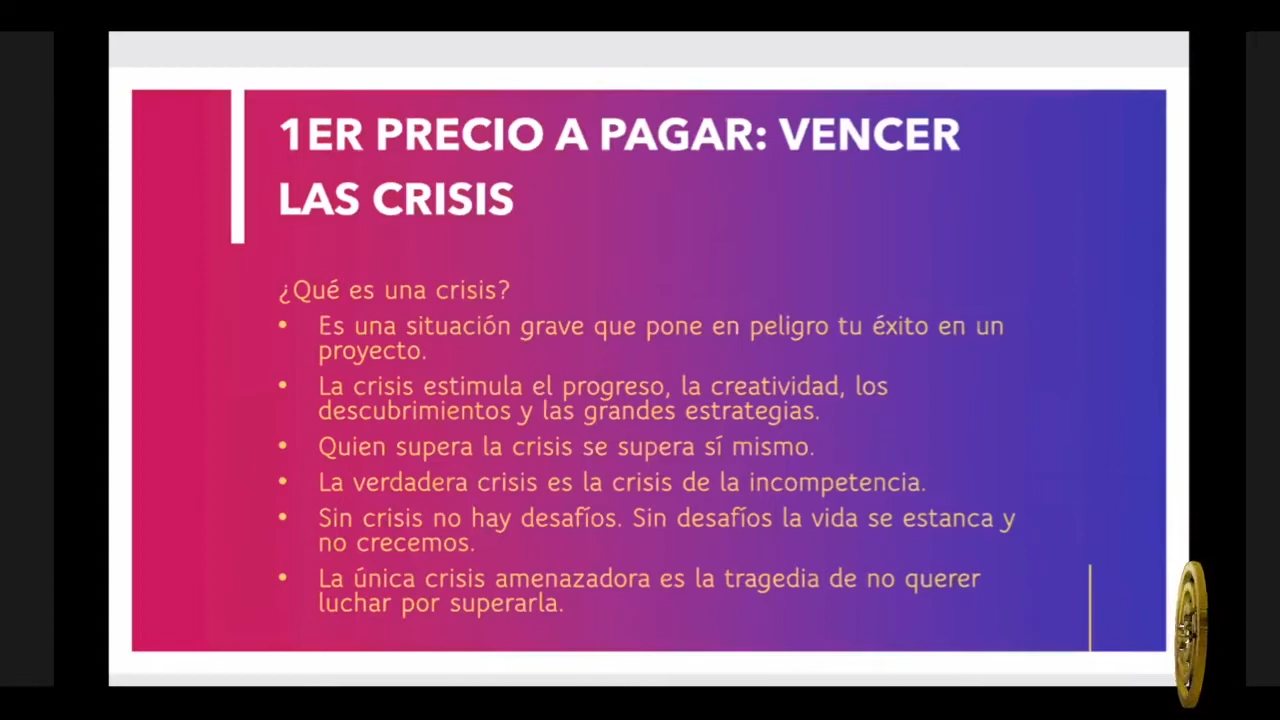 1ER PRECIO A PAGAR: VENCER
LAS CRISIS
¿Qué es una crisis?
• Es una situación grave que pone en peligro tu éxito en un
proyecto.
• La crisis estimula el progreso, la creatividad, los
descubrimientos y las grandes estrategias.
• Quien supera la crisis se supera sí mismo.
• La verdadera crisis es la crisis de la incompetencia.
• Sin crisis no hay desafíos. Sin desafíos la vida se estanca y
no crecemos.
• La única crisis amenazadora es la tragedia de no querer
luchar por superarla.